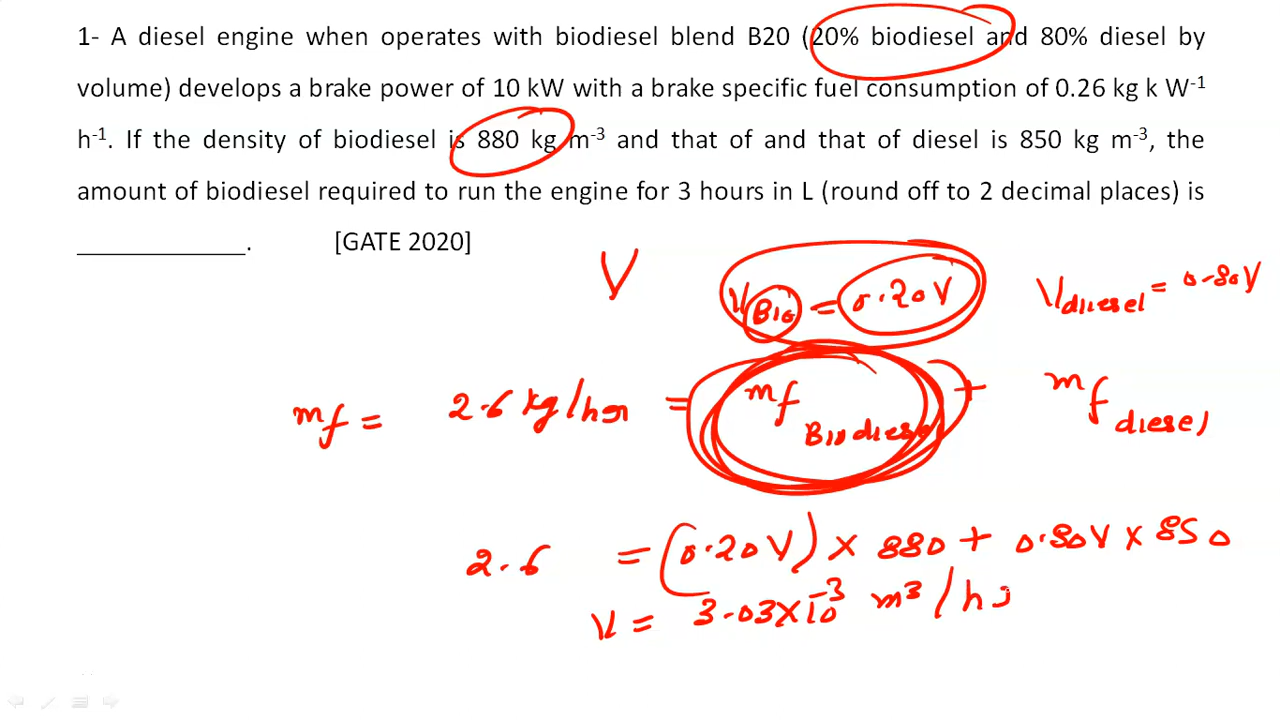 1- A diesel engine when operates with biodiesel blend B20 (20% biodiesel and 80% diesel by
volume) develops a brake power of 10 kW with a brake specific fuel consumption of 0.26 kg k W⁻¹
h⁻¹. If the density of biodiesel is 880 kg m⁻³ and that of and that of diesel is 850 kg m⁻³, the
amount of biodiesel required to run the engine for 3 hours in L (round off to 2 decimal places) is
____________. [GATE 2020]
V
V Bio = 0.20V V diesel = 0.80V
mf = 2.6 kg/hr = mf Biodiesel + mf diesel
2.6 = (0.20V) × 880 + 0.80V × 850
V = 3.03×10⁻³ m³/h